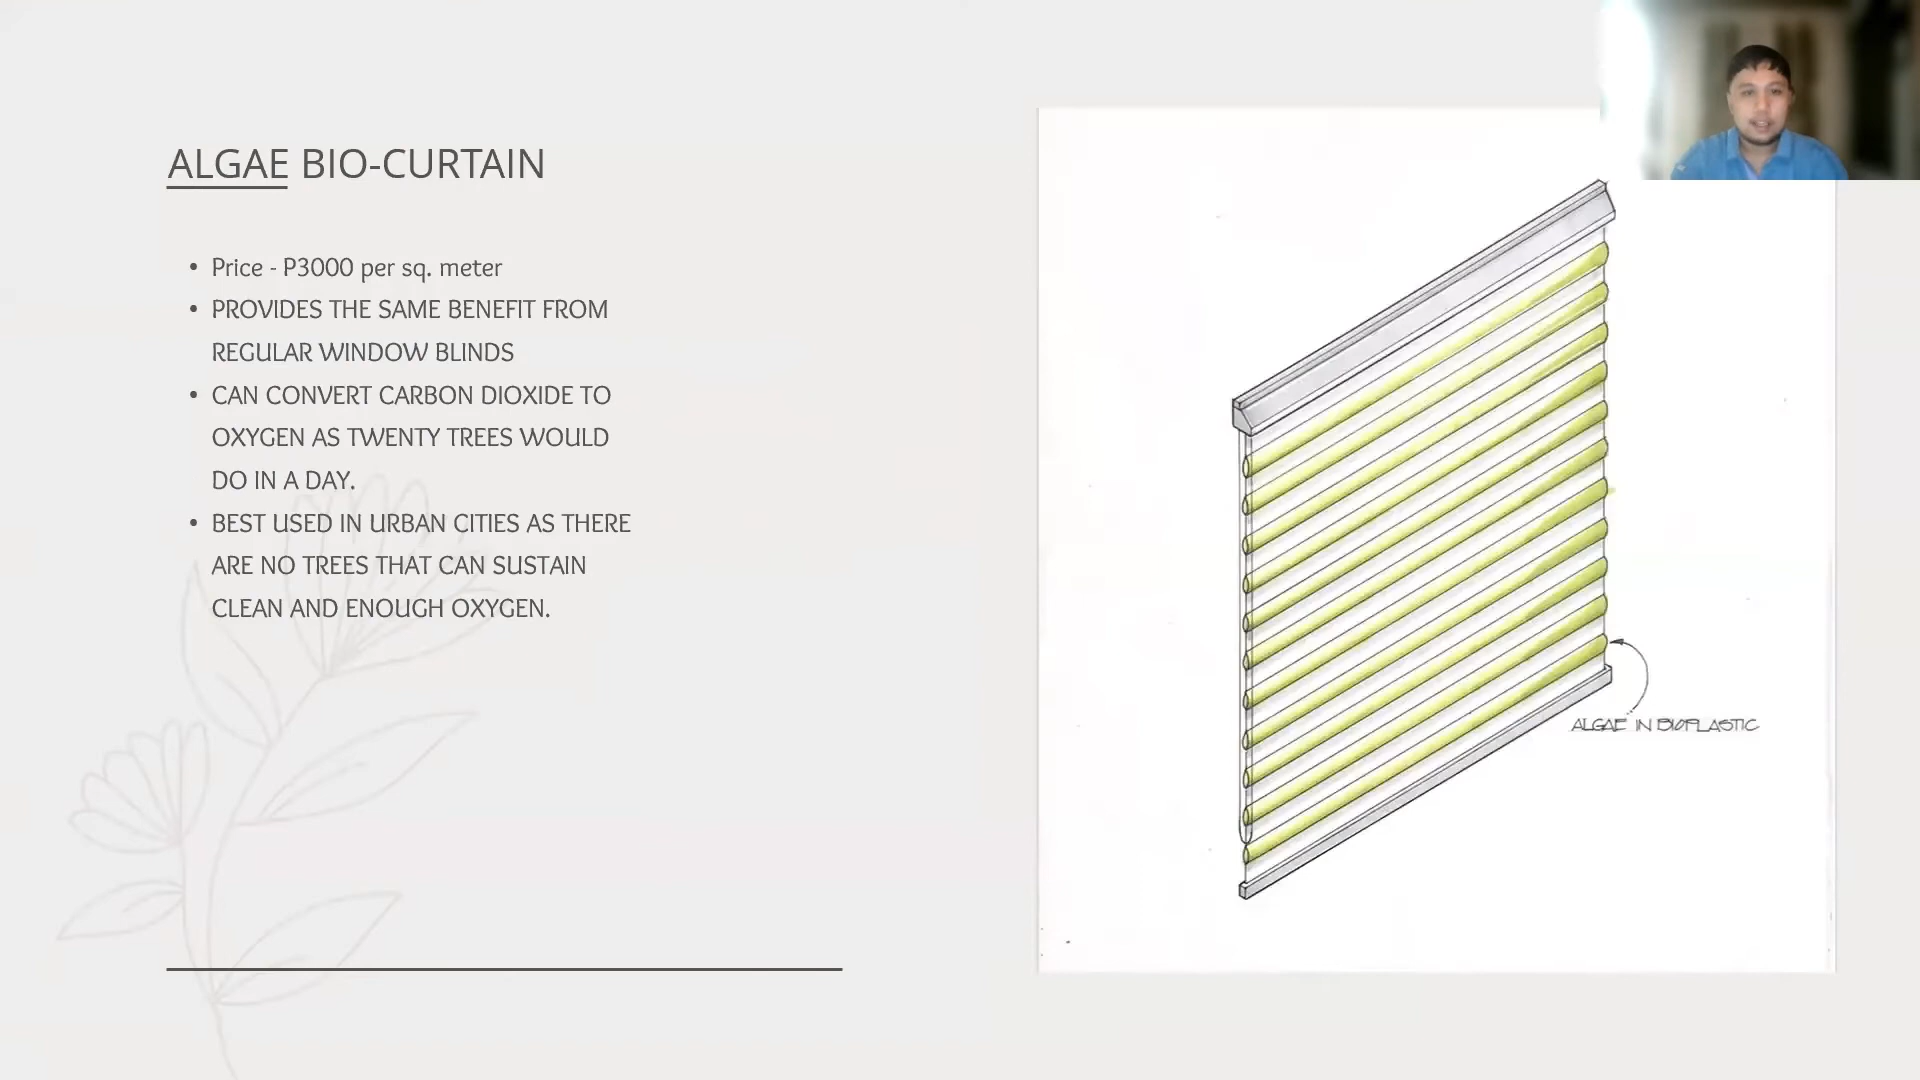 ALGAE BIO-CURTAIN
• Price - P3000 per sq. meter
• PROVIDES THE SAME BENEFIT FROM
REGULAR WINDOW BLINDS
• CAN CONVERT CARBON DIOXIDE TO
OXYGEN AS TWENTY TREES WOULD
DO IN A DAY.
• BEST USED IN URBAN CITIES AS THERE
ARE NO TREES THAT CAN SUSTAIN
CLEAN AND ENOUGH OXYGEN.
ALGAE IN BIOPLASTIC